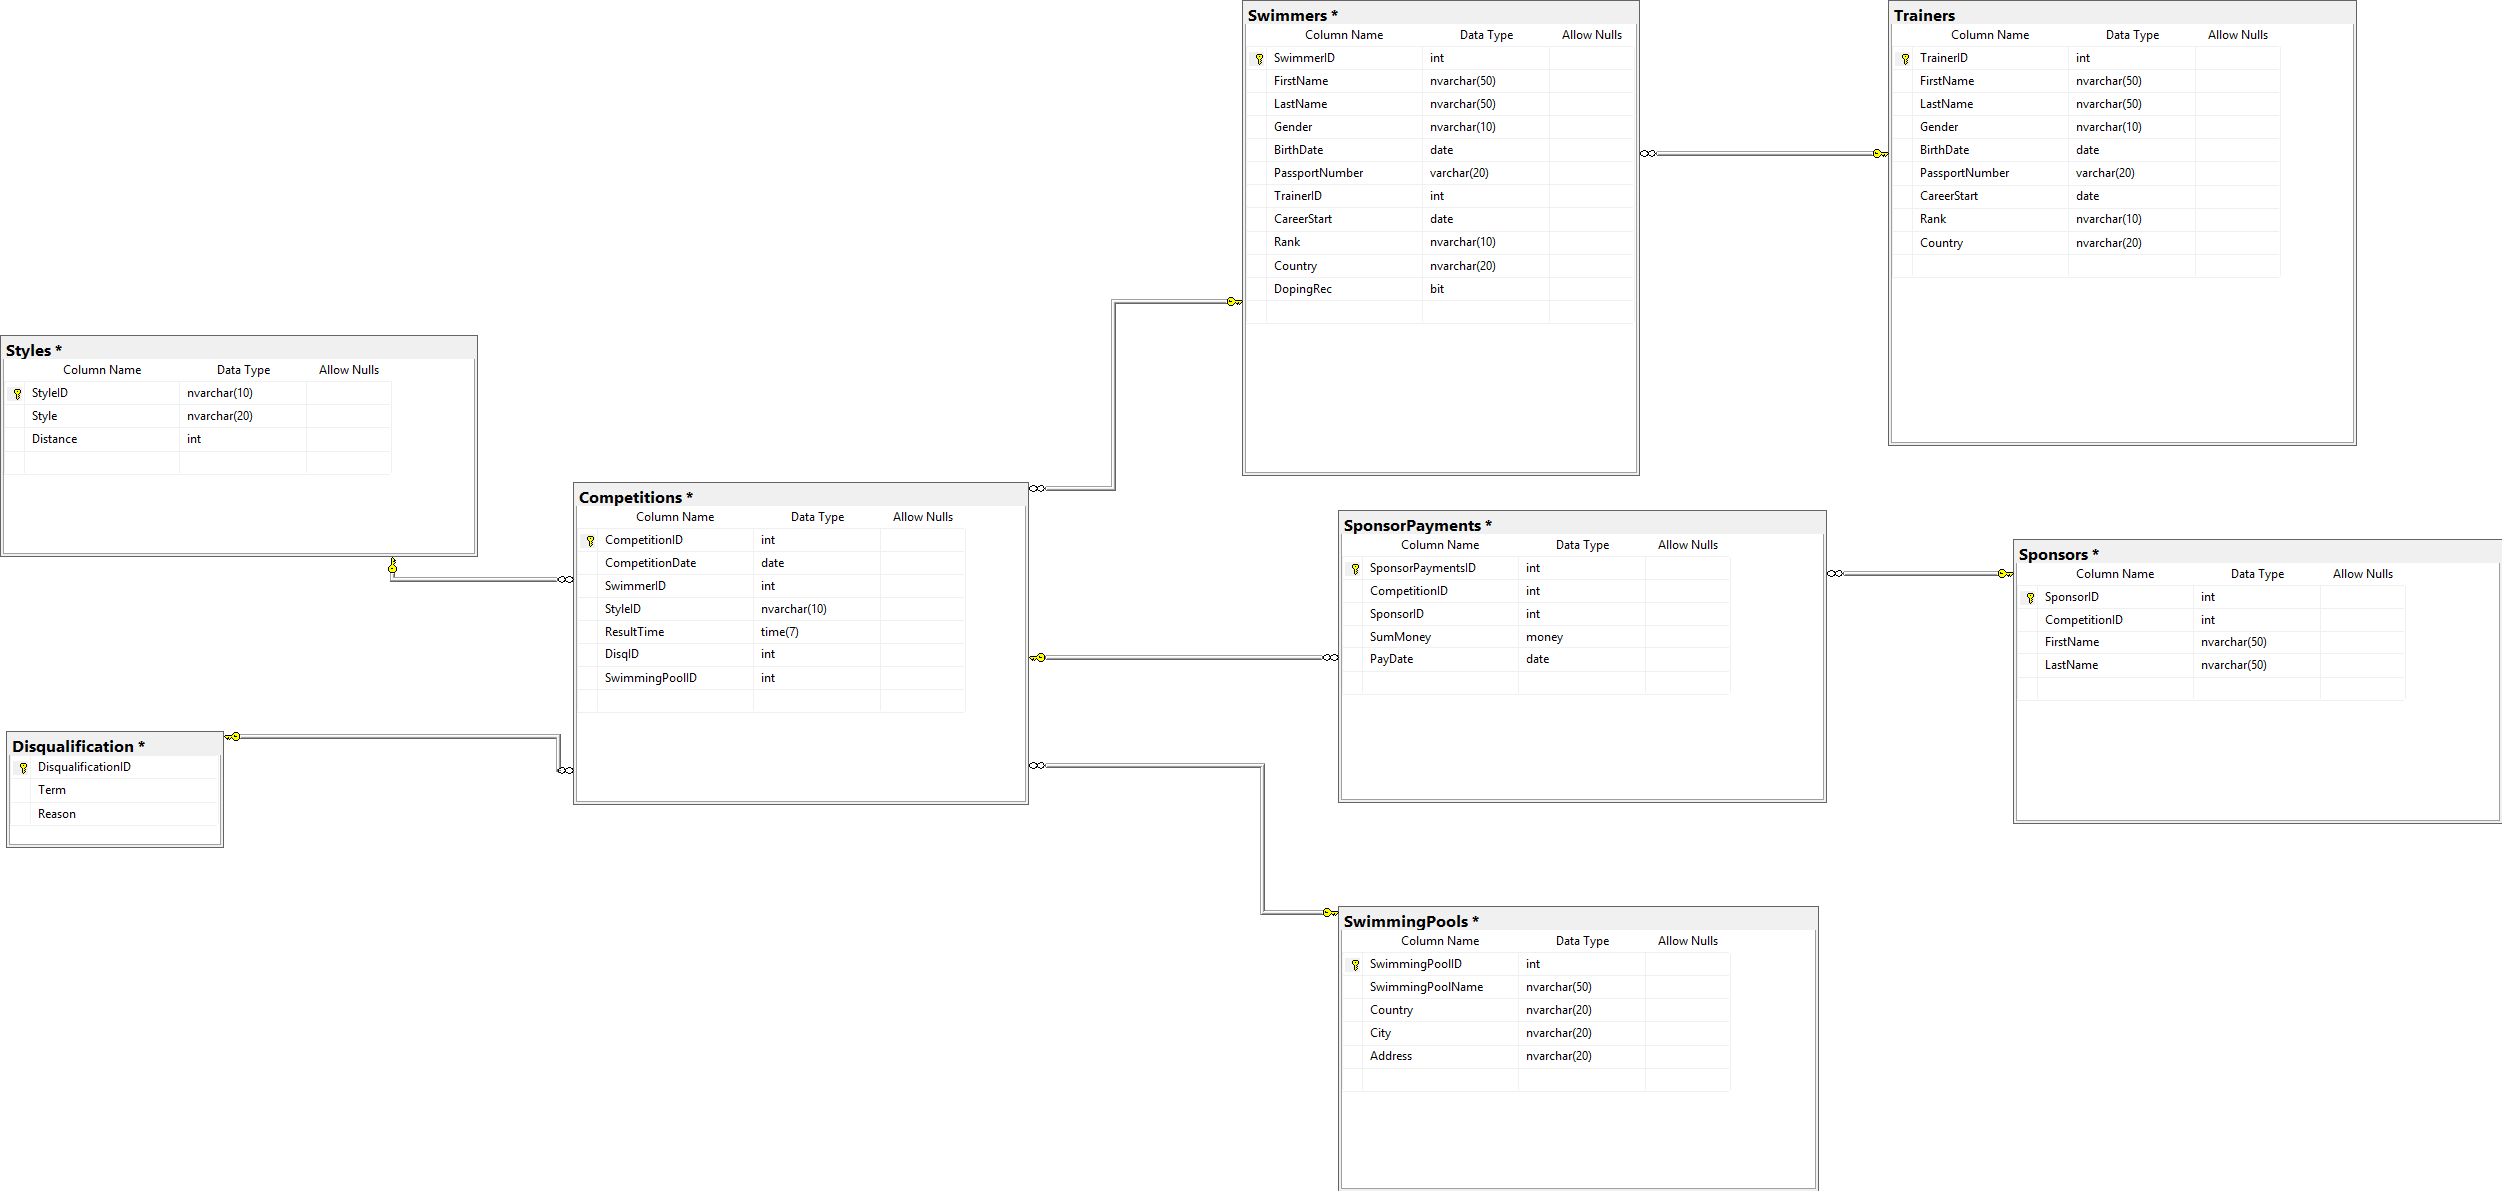 Swimmers *
Column Name Data Type Allow Nulls
SwimmerID int
FirstName nvarchar(50)
LastName nvarchar(50)
Gender nvarchar(10)
BirthDate date
PassportNumber varchar(20)
TrainerID int
CareerStart date
Rank nvarchar(10)
Country nvarchar(20)
DopingRec bit
Trainers
Column Name Data Type Allow Nulls
TrainerID int
FirstName nvarchar(50)
LastName nvarchar(50)
Gender nvarchar(10)
BirthDate date
PassportNumber varchar(20)
CareerStart date
Rank nvarchar(10)
Country nvarchar(20)
Styles *
Column Name Data Type Allow Nulls
StyleID nvarchar(10)
Style nvarchar(20)
Distance int
Competitions *
Column Name Data Type Allow Nulls
CompetitionID int
CompetitionDate date
SwimmerID int
StyleID nvarchar(10)
ResultTime time(7)
DisqID int
SwimmingPoolID int
SponsorPayments *
Column Name Data Type Allow Nulls
SponsorPaymentsID int
CompetitionID int
SponsorID int
SumMoney money
PayDate date
Sponsors *
Column Name Data Type Allow Nulls
SponsorID int
CompetitionID int
FirstName nvarchar(50)
LastName nvarchar(50)
Disqualification *
DisqualificationID
Term
Reason
SwimmingPools *
Column Name Data Type Allow Nulls
SwimmingPoolID int
SwimmingPoolName nvarchar(50)
Country nvarchar(20)
City nvarchar(20)
Address nvarchar(20)